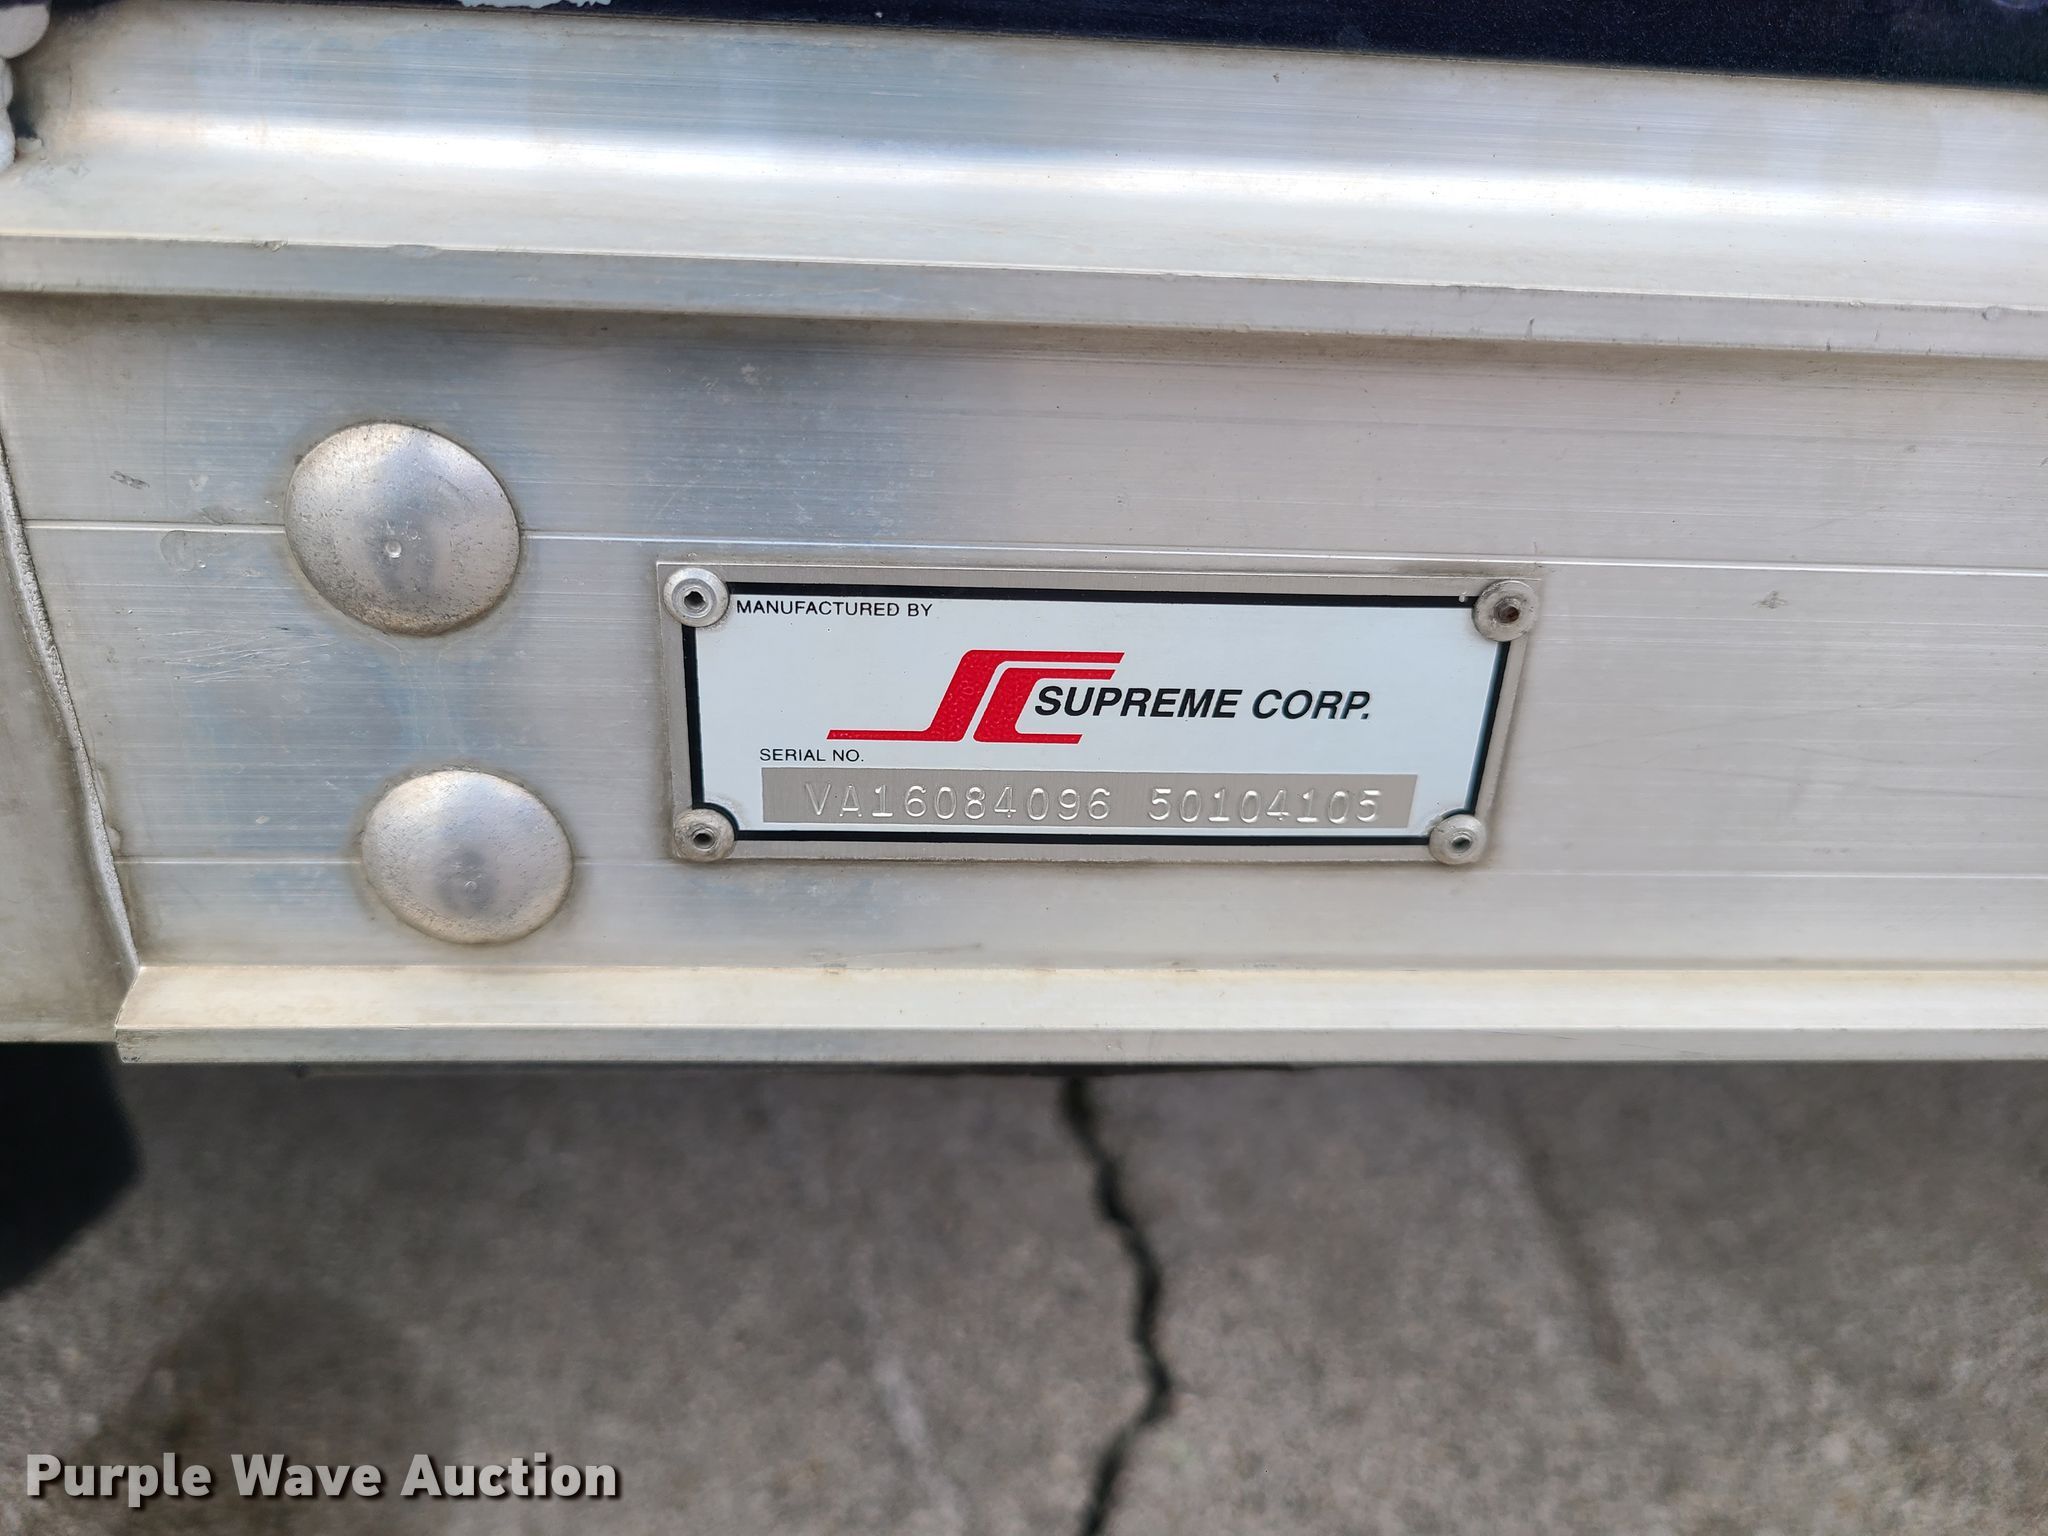 MANUFACTURED BY
SUPREME CORP.
SERIAL NO.
VA16084096 50104105
Purple Wave Auction